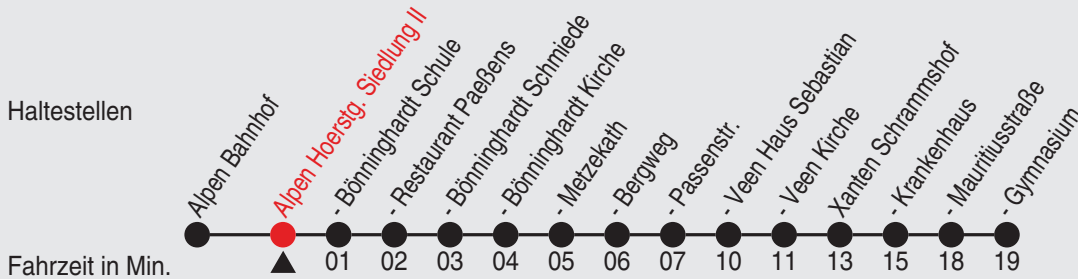 Haltestellen
Alpen Bahnhof
Alpen Hoerstg. Siedlung II
- Bönninghardt Schule
- Restaurant Paeßens
- Bönninghardt Schmiede
- Bönninghardt Kirche
- Metzekath
- Bergweg
- Passenstr.
- Veen Haus Sebastian
- Veen Kirche
Xanten Schrammshof
- Krankenhaus
- Mauritiusstraße
- Gymnasium
Fahrzeit in Min. 01 02 03 04 05 06 07 10 11 13 15 18 19